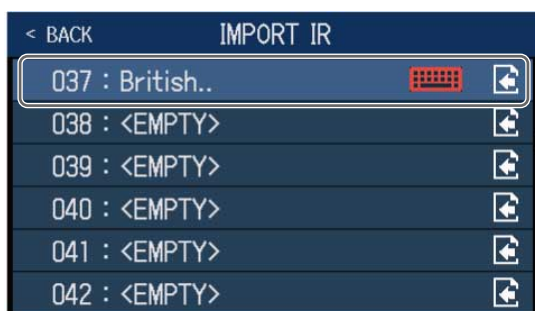 < BACK IMPORT IR
037 : British..
038 : <EMPTY>
039 : <EMPTY>
040 : <EMPTY>
041 : <EMPTY>
042 : <EMPTY>